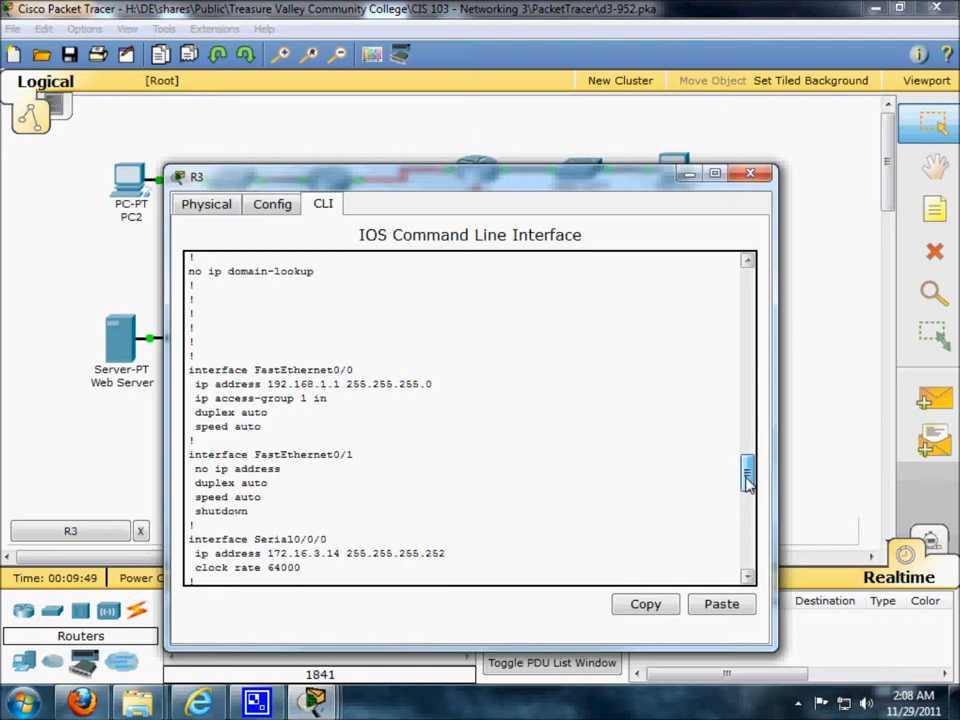 Cisco Packet Tracer - H:\DE\shares\Public\Treasure Valley Community College\CIS 103 - Networking 3\PacketTracer\d3-952.pka
File Edit Options View Tools Extensions Help
Logical [Root] New Cluster Move Object Set Tiled Background Viewport
R3
Physical Config CLI
IOS Command Line Interface
PC-PT
PC2
Server-PT
Web Server
!
no ip domain-lookup
!
!
!
!
!
!
interface FastEthernet0/0
ip address 192.168.1.1 255.255.255.0
ip access-group 1 in
duplex auto
speed auto
!
interface FastEthernet0/1
no ip address
duplex auto
speed auto
shutdown
!
interface Serial0/0/0
ip address 172.16.3.14 255.255.255.252
clock rate 64000
!
Copy Paste
R3 X
Time: 00:09:49 Power C
Realtime
Routers
1841
Toggle PDU List Window
Destination Type Color
2:08 AM
11/29/2011